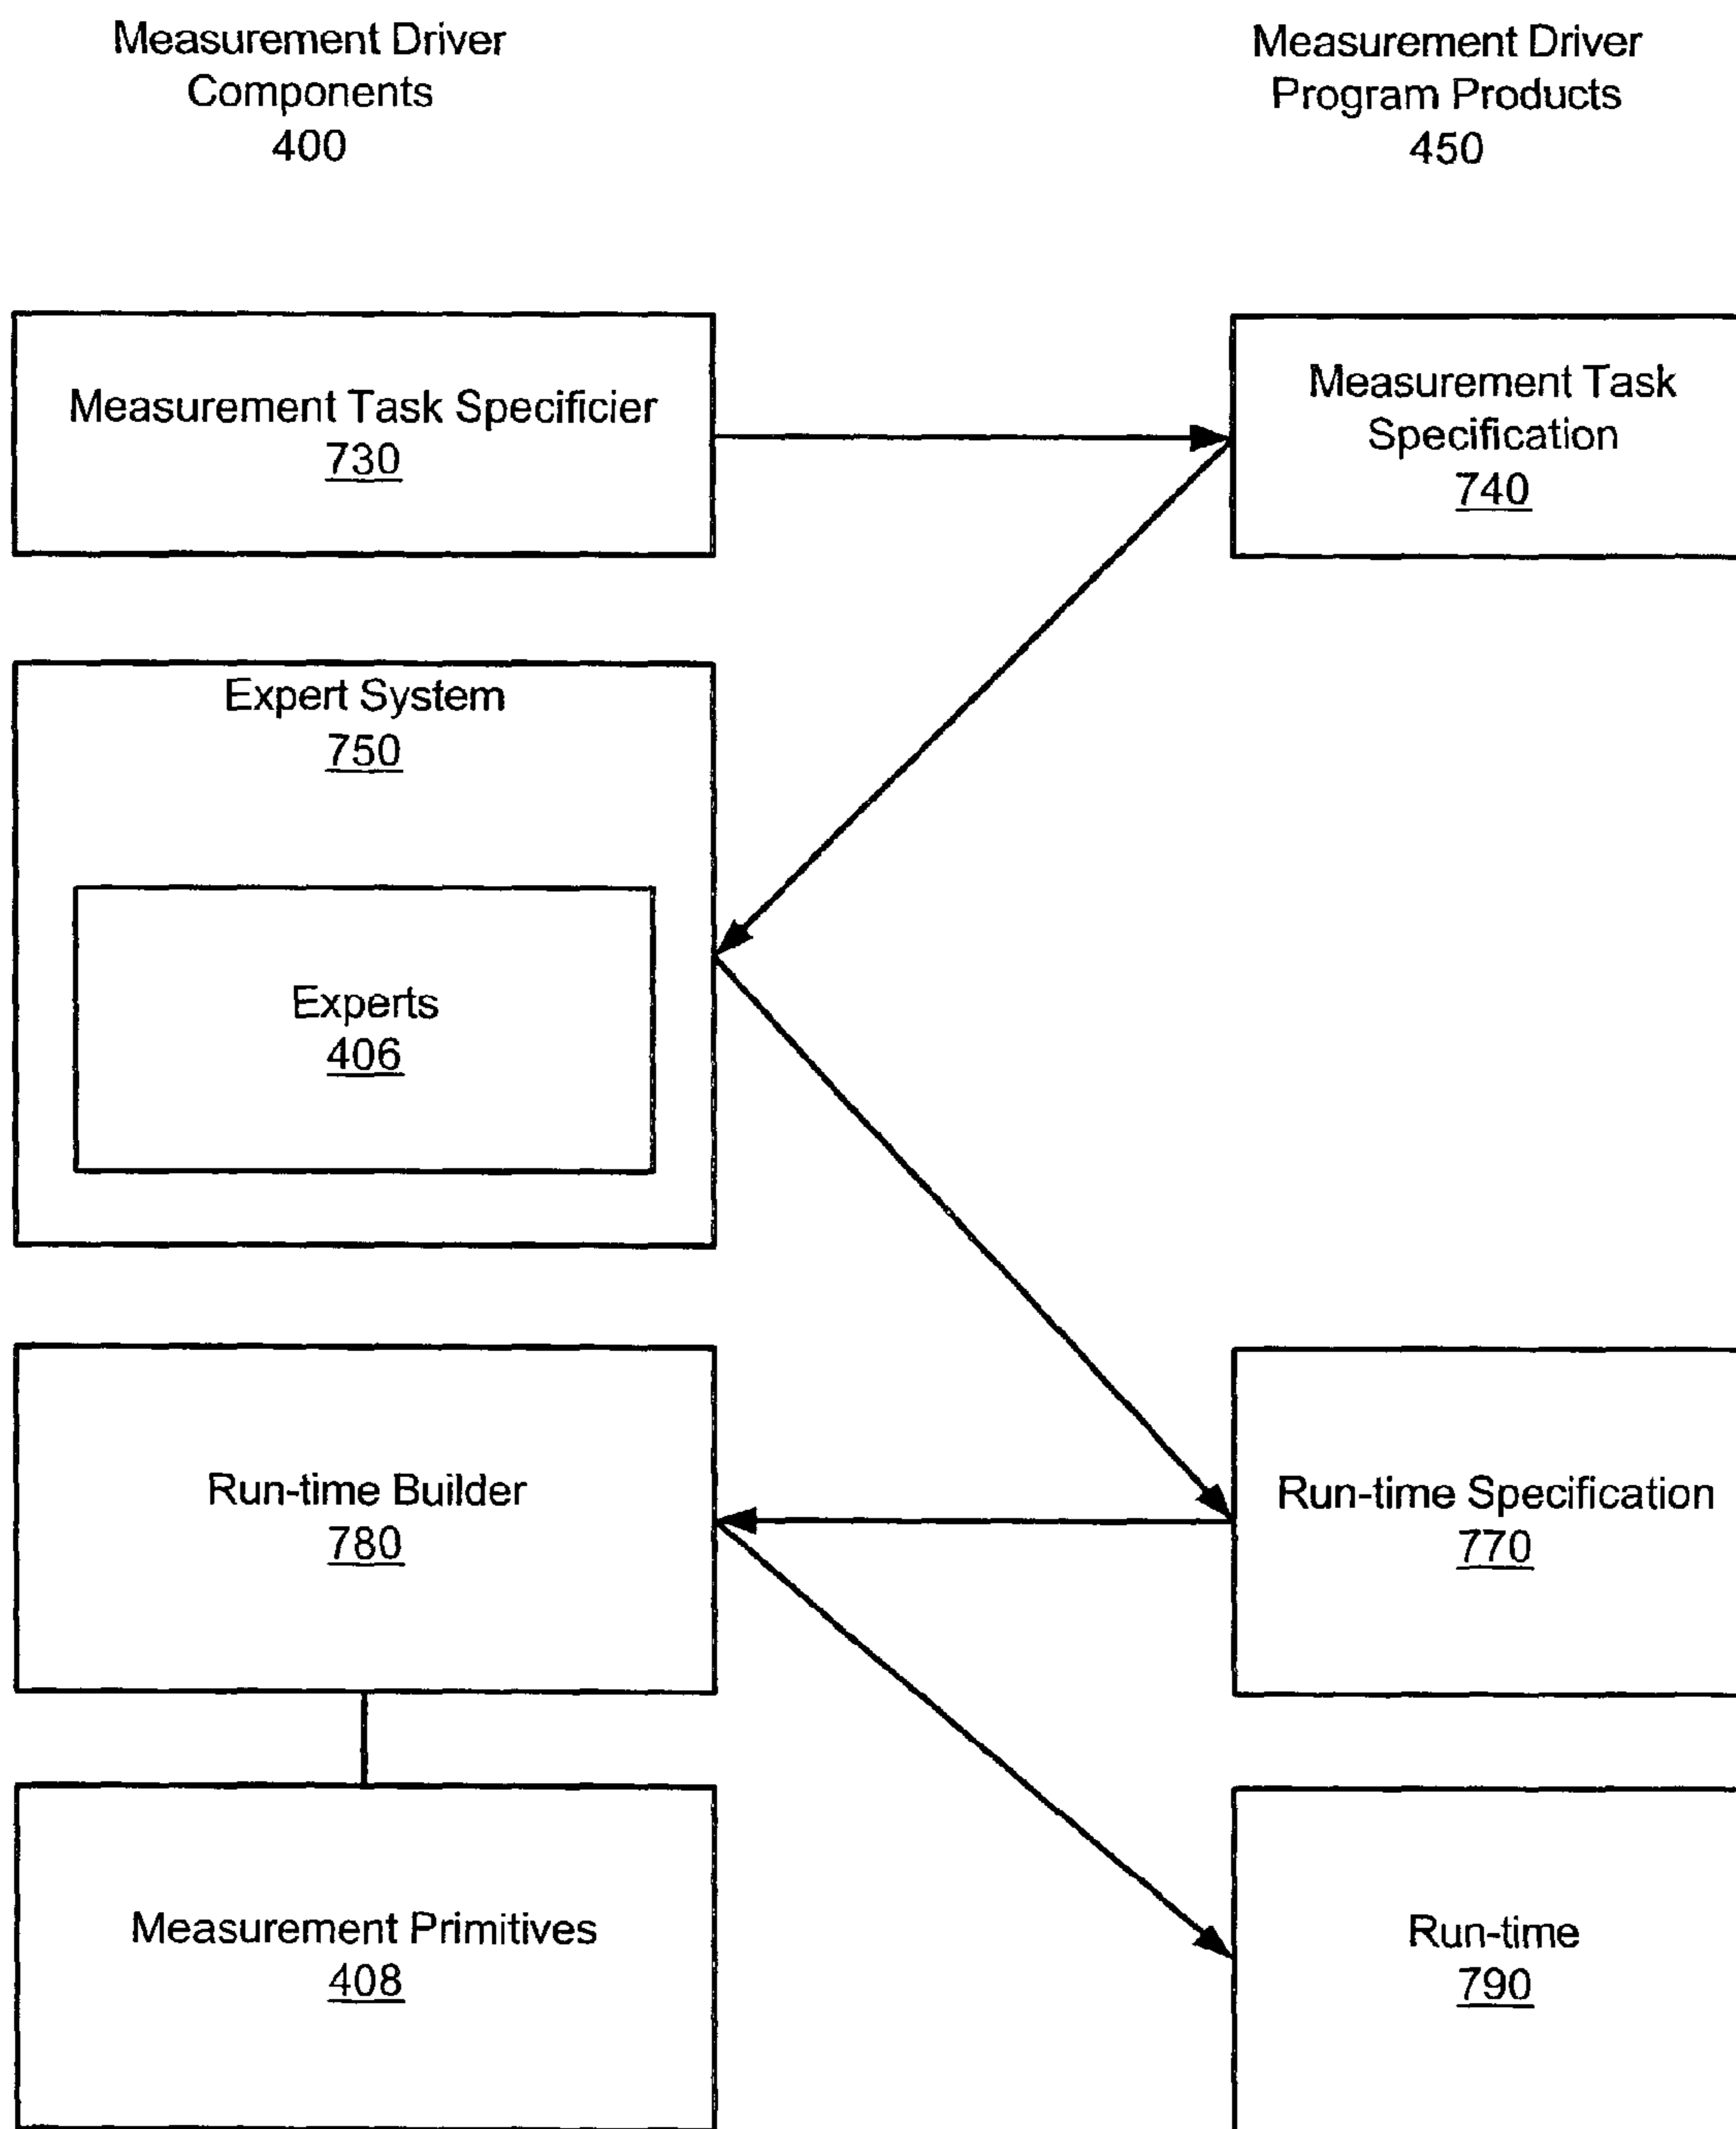 Measurement Driver
Components
400
Measurement Driver
Program Products
450
Measurement Task Specificier
730
Measurement Task
Specification
740
Expert System
750
Experts
406
Run-time Builder
780
Run-time Specification
770
Measurement Primitives
408
Run-time
790